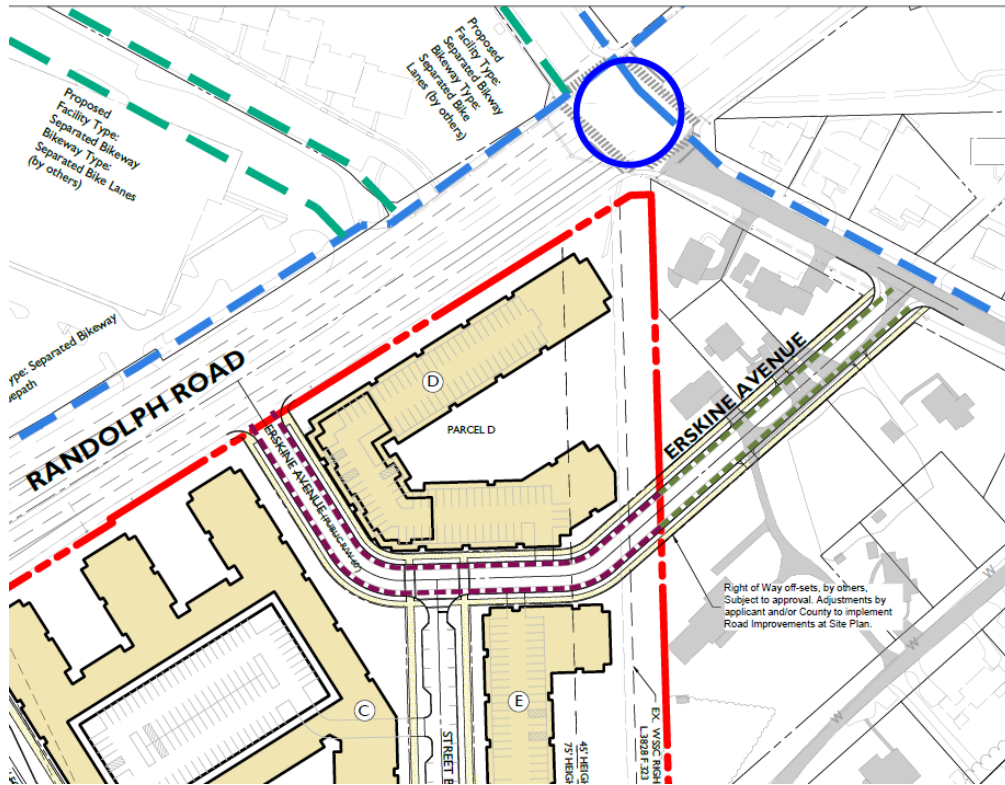 Proposed
Facility Type:
Separated Bikeway
Bikeway Type:
Separated Bike Lanes
(by others)
Proposed
Facility Type:
Separated Bikeway
Bikeway Type:
Separated Bike
Lanes (by others)
ype: Separated Bikeway
depath
RANDOLPH ROAD
ERSKINE AVENUE (PUBLIC R/W 60')
D
PARCEL D
ERSKINE AVENUE
Right of Way off-sets, by others,
Subject to approval. Adjustments by
applicant and/or County to implement
Road Improvements at Site Plan.
C
E
STREET E
45' HEIGH
75' HEIGH
EX. WSSC RIGH
L.3828 F.323
W
W
W